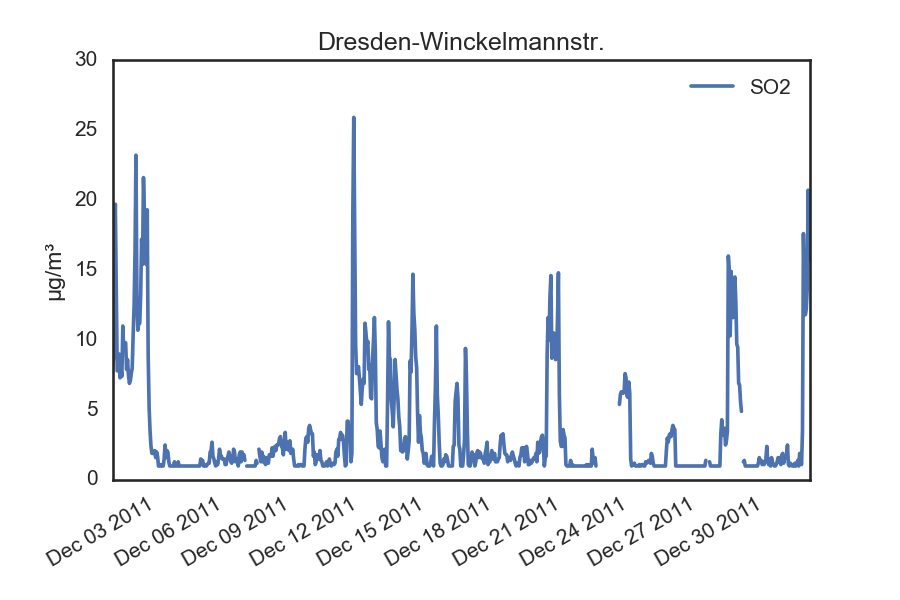 Dresden-Winckelmannstr.
30
25
20
15
10
5
0
µg/m³
SO2
Dec 03 2011
Dec 06 2011
Dec 09 2011
Dec 12 2011
Dec 15 2011
Dec 18 2011
Dec 21 2011
Dec 24 2011
Dec 27 2011
Dec 30 2011